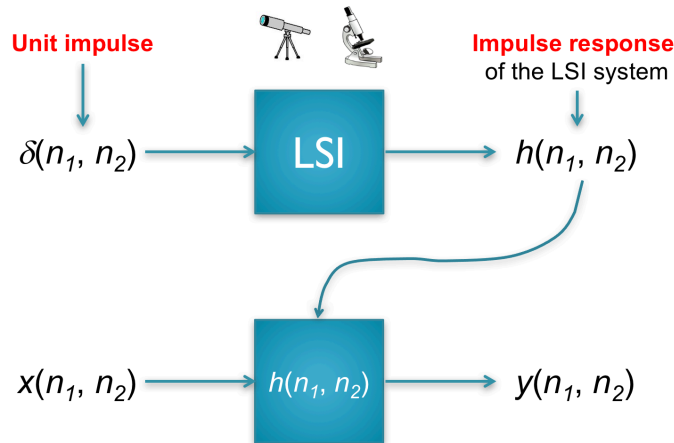 Unit impulse
Impulse response
of the LSI system
δ(n₁, n₂)
LSI
h(n₁, n₂)
x(n₁, n₂)
h(n₁, n₂)
y(n₁, n₂)